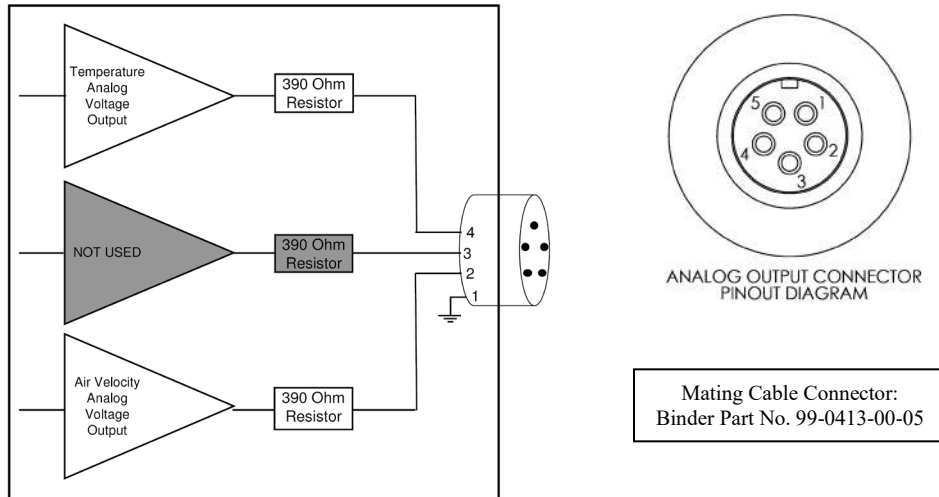 Temperature
Analog
Voltage
Output
390 Ohm
Resistor
NOT USED
390 Ohm
Resistor
Air Velocity
Analog
Voltage
Output
390 Ohm
Resistor
4
3
2
1
5
1
4
2
3
ANALOG OUTPUT CONNECTOR
PINOUT DIAGRAM
Mating Cable Connector:
Binder Part No. 99-0413-00-05